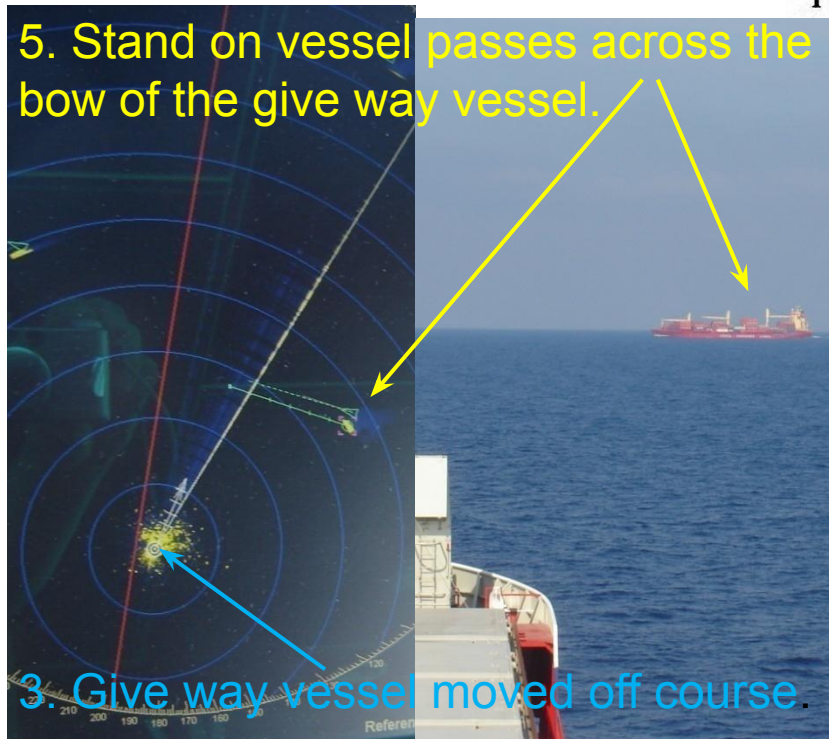 5. Stand on vessel passes across the
bow of the give way vessel.
120
3. Give way vessel moved off course.
210
200
190
180
170
160
Referen